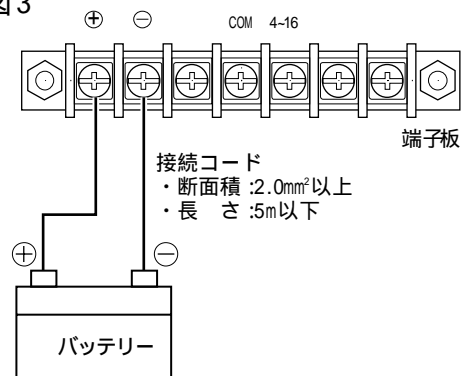 図3
⊕ ⊖ COM 4~16
端子板
接続コード
・断面積:2.0mm²以上
・長 さ:5m以下
⊕ ⊖
バッテリー